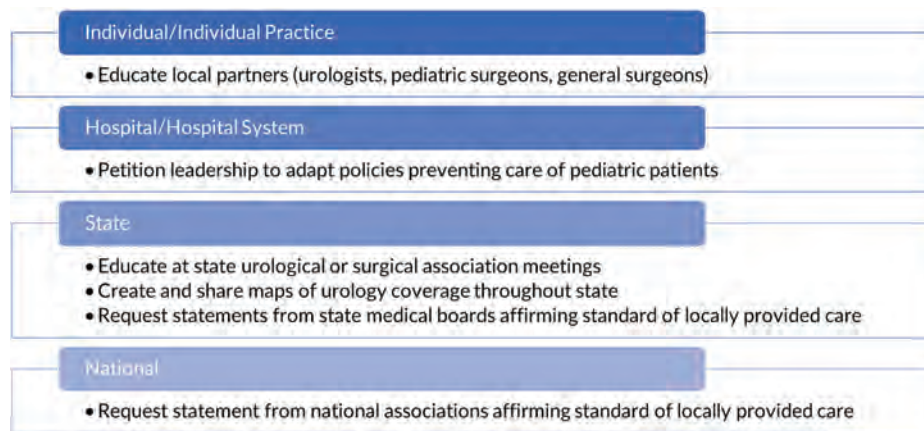 Individual/Individual Practice
• Educate local partners (urologists, pediatric surgeons, general surgeons)
Hospital/Hospital System
• Petition leadership to adapt policies preventing care of pediatric patients
State
• Educate at state urological or surgical association meetings
• Create and share maps of urology coverage throughout state
• Request statements from state medical boards affirming standard of locally provided care
National
• Request statement from national associations affirming standard of locally provided care